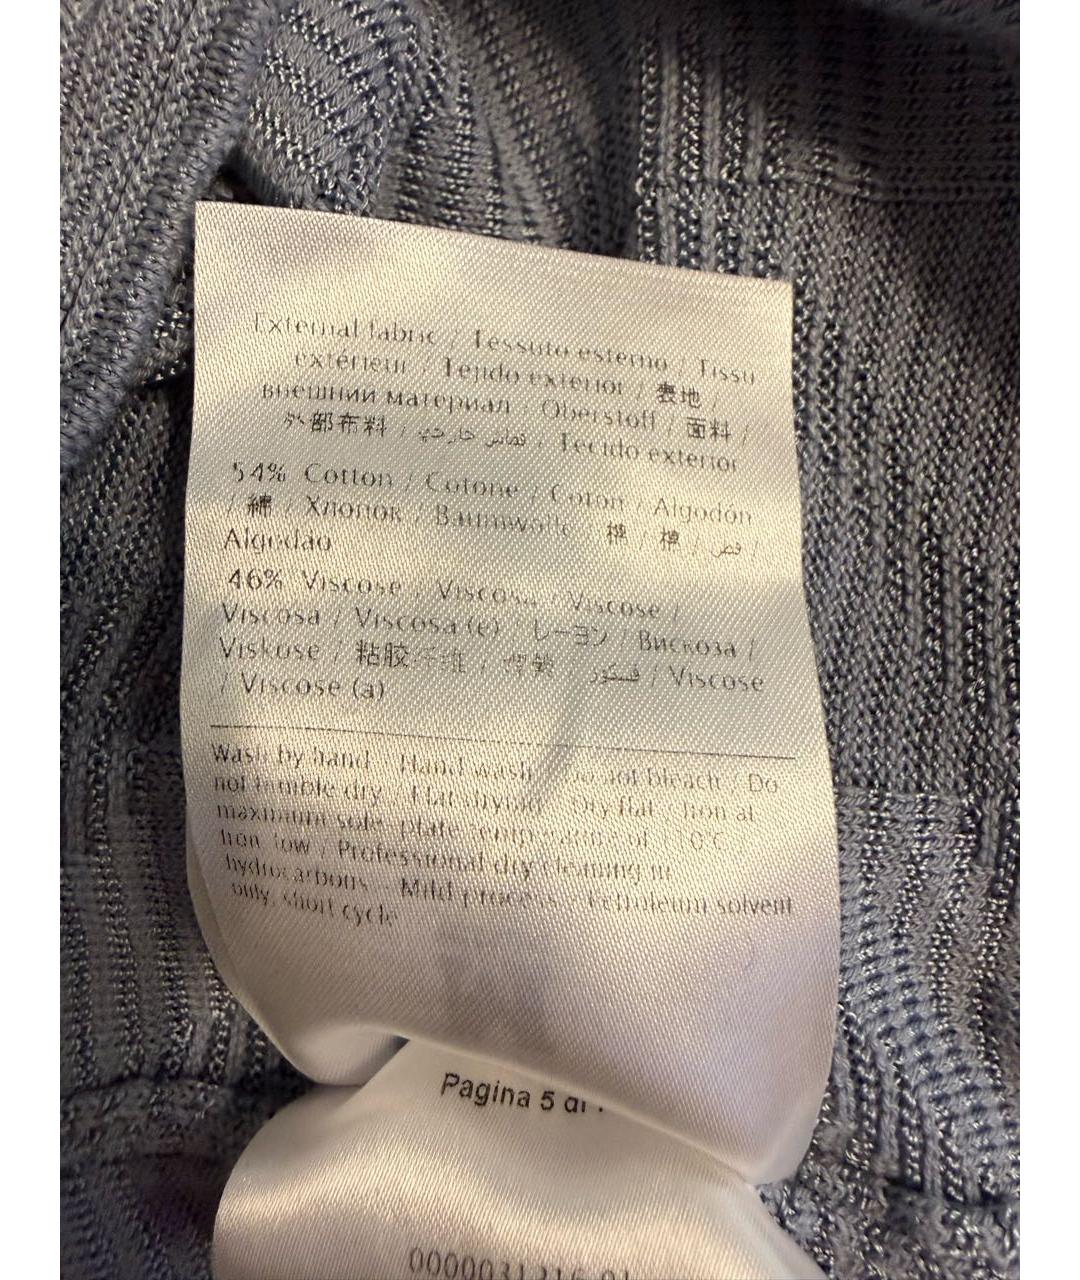 External fabric / Tessuto esterno / Tissu
extérieur / Tejido exterior / 表地 /
внешний материал / Oberstoff / 面料 /
外部布料 / قماش خارجي / Tecido exterior
54% Cotton / Cotone / Coton / Algodon
/ 綿 / Хлопок / Baumwolle / 棉 / 棉 / /
Algodao
46% Viscose / Viscosa / Viscose /
Viscosa / Viscosa (e) / レーヨン / Вискоза /
Viskose / 粘胶纤维 / / فسكوز / Viscose
/ Viscose (a)
Wash by hand / Hand wash / Do not bleach / Do
not tumble dry / Flat drying / Dry flat / Iron at
maximum sole-plate temperature of
Iron low / Professional dry cleaning in
hydrocarbons - Mild process / Petroleum solvent
only, short cycle
Pagina 5 di